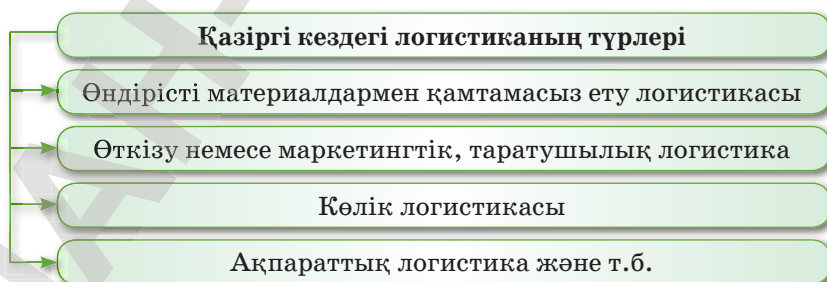 Қазіргі кездегі логистиканың түрлері
Өндірісті материалдармен қамтамасыз ету логистикасы
Өткізу немесе маркетингтік, таратушылық логистика
Көлік логистикасы
Ақпараттық логистика және т.б.